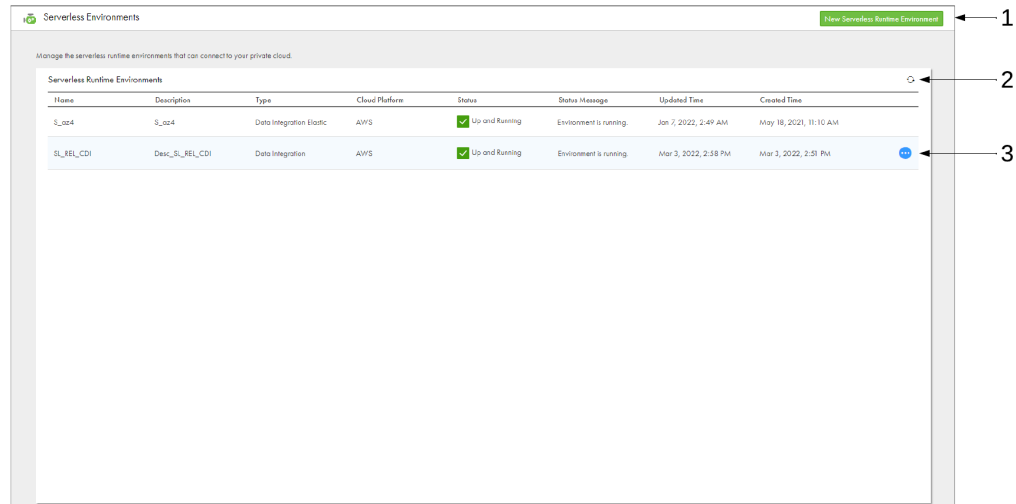 Serverless Environments
New Serverless Runtime Environment
1
Manage the serverless runtime environments that can connect to your private cloud.
Serverless Runtime Environments
2
Name Description Type Cloud Platform Status Status Message Updated Time Created Time
S_az4 S_az4 Data Integration Elastic AWS Up and Running Environment is running. Jan 7, 2022, 2:49 AM May 18, 2021, 11:10 AM
SL_REL_CDI Desc_SL_REL_CDI Data Integration AWS Up and Running Environment is running. Mar 3, 2022, 2:58 PM Mar 3, 2022, 2:51 PM
3